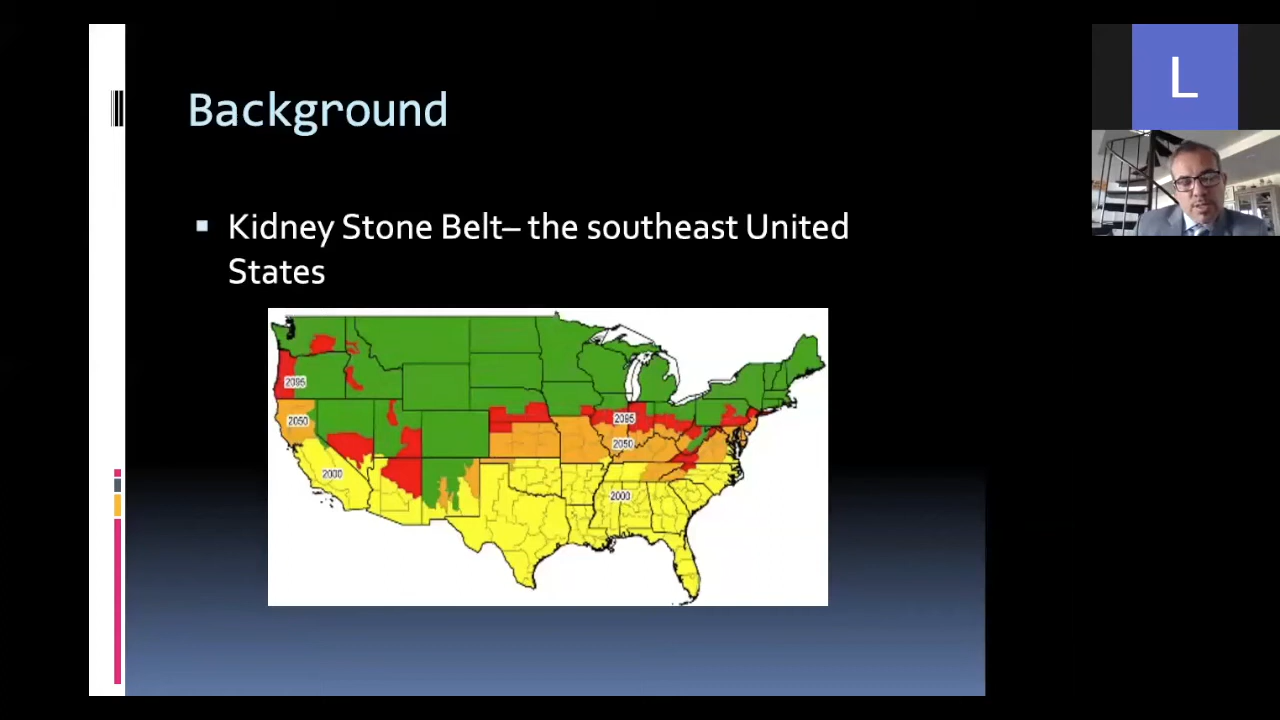 Background
L
Kidney Stone Belt– the southeast United
States
2095
2050
2000
2095
2050
2000